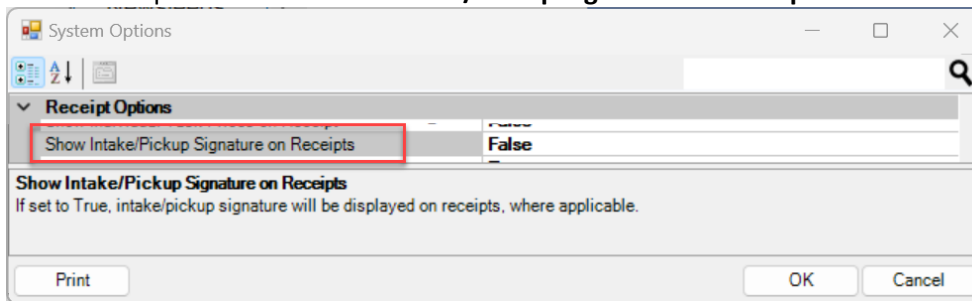 System Options
Receipt Options
Show Intake/Pickup Signature on Receipts
False
Show Intake/Pickup Signature on Receipts
If set to True, intake/pickup signature will be displayed on receipts, where applicable.
Print
OK
Cancel